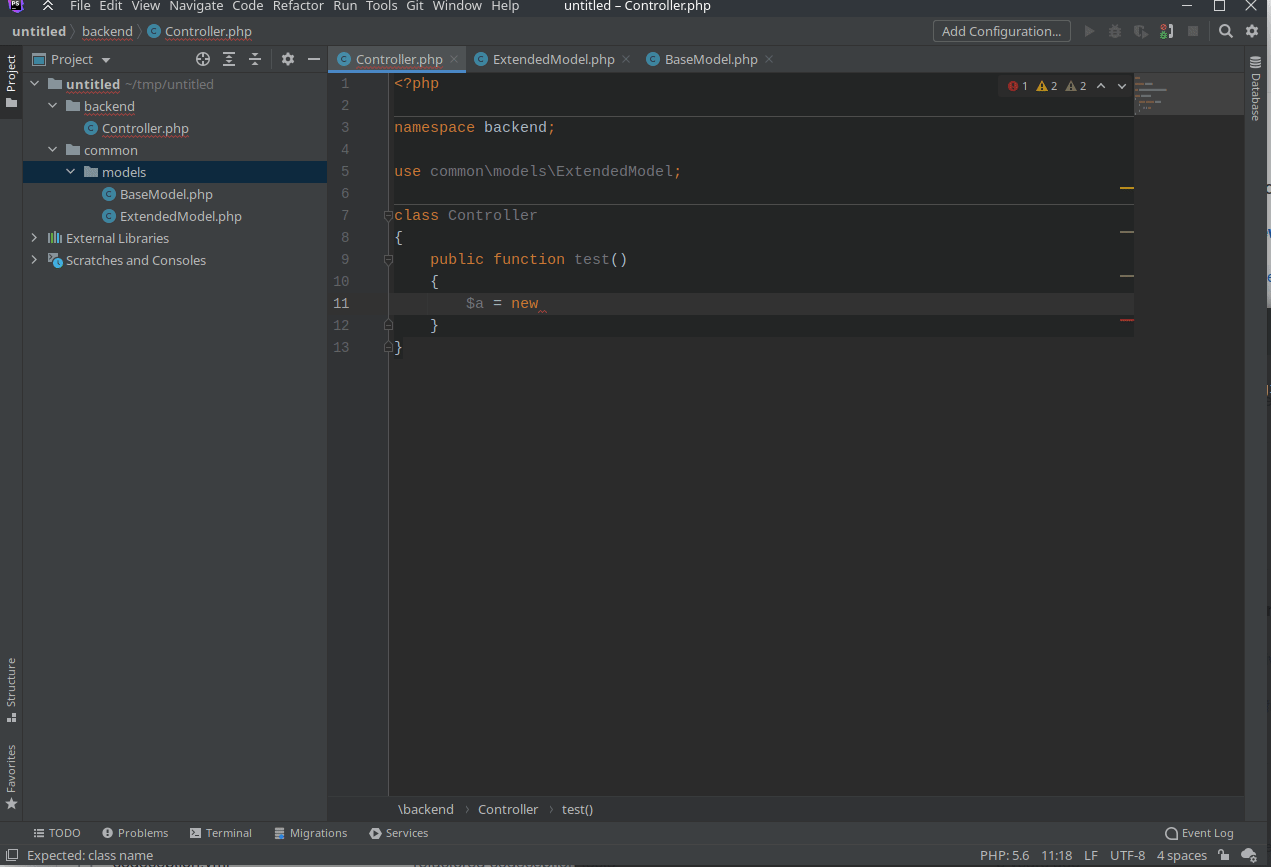 PS File Edit View Navigate Code Refactor Run Tools Git Window Help untitled – Controller.php
untitled backend Controller.php Add Configuration...
Project
Project
Controller.php ExtendedModel.php BaseModel.php
Database
untitled ~/tmp/untitled
backend
Controller.php
common
models
BaseModel.php
ExtendedModel.php
External Libraries
Scratches and Consoles
1 <?php
1 2 2
2
3 namespace backend;
4
5 use common\models\ExtendedModel;
6
7 class Controller
8 {
9 public function test()
10 {
11 $a = new
12 }
13 }
Structure
Favorites
\backend Controller test()
TODO Problems Terminal Migrations Services Event Log
Expected: class name PHP: 5.6 11:18 LF UTF-8 4 spaces